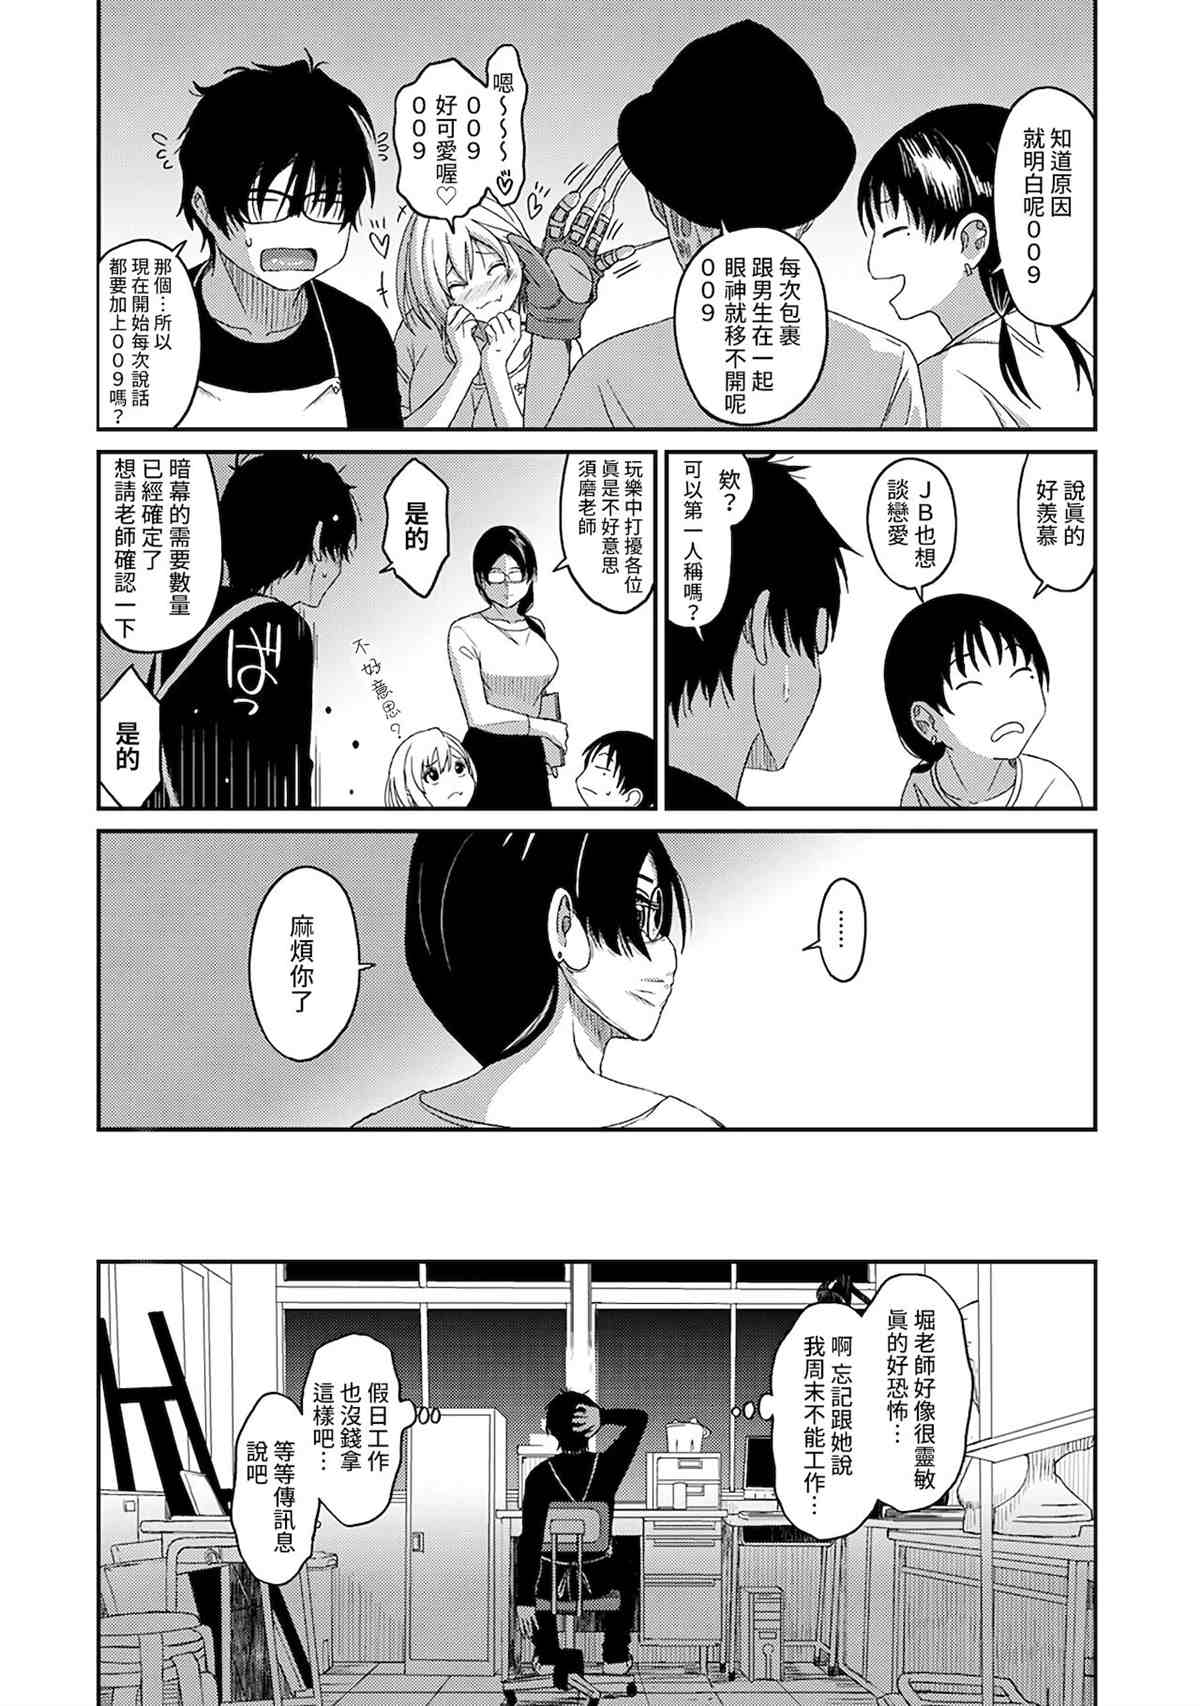 知道原因
就明白呢009
每次包裹
跟男生在一起
眼神就移不開呢
009
嗯～～～
009
好可愛喔♡
009
那個…所以
現在開始每次說話
都要加上009嗎？
說真的
好羨慕
JB也想
談戀愛
欸？
可以第一人稱嗎？
玩樂中打擾各位
真是不好意思
須磨老師
是的
不好意思？
暗幕的需要數量
已經確定了
想請老師確認一下
ばっ
是的
……
麻煩你了
堀老師好像很靈敏
真的好恐怖…
啊 忘記跟她說
我周末不能工作…
假日工作
也沒錢拿
這樣吧…
等等傳訊息
說吧